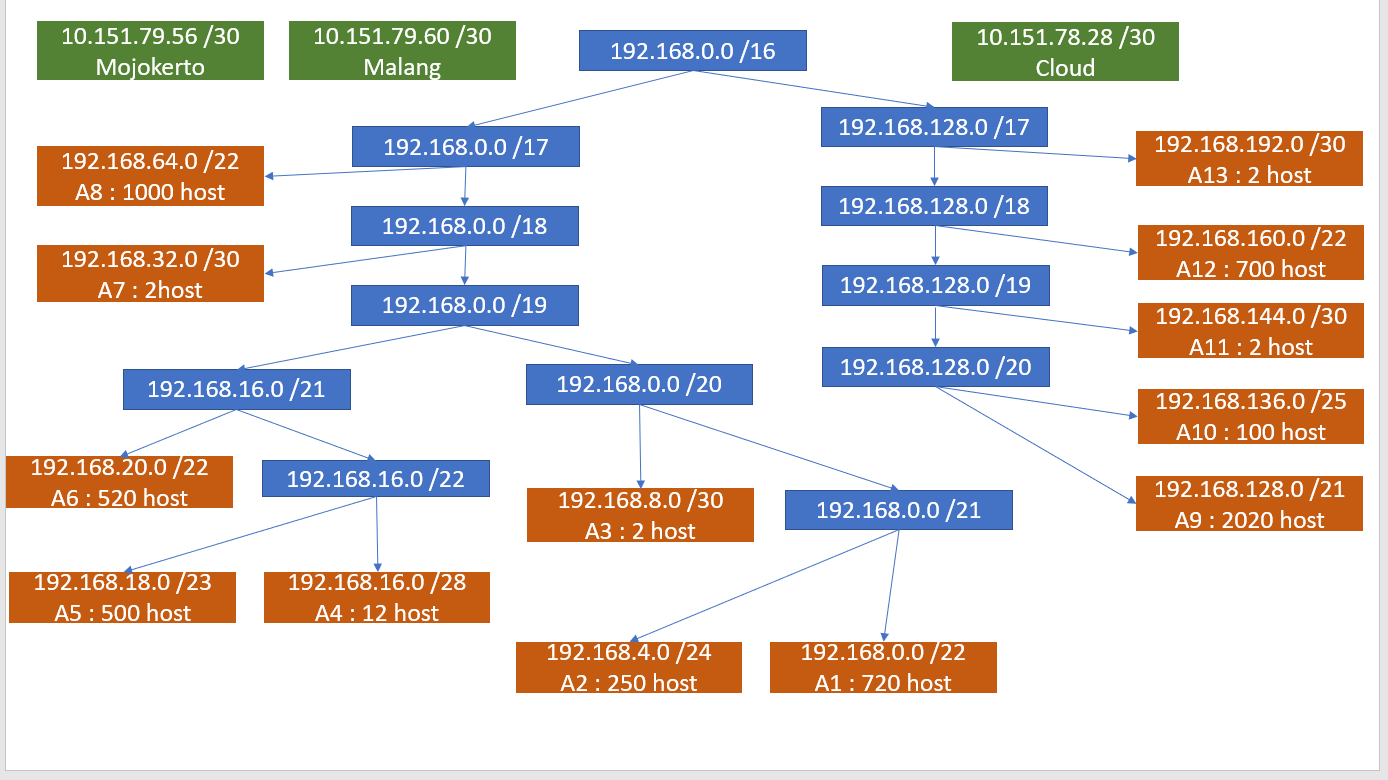 10.151.79.56 /30
Mojokerto
10.151.79.60 /30
Malang
192.168.0.0 /16
10.151.78.28 /30
Cloud
192.168.0.0 /17
192.168.128.0 /17
192.168.64.0 /22
A8 : 1000 host
192.168.192.0 /30
A13 : 2 host
192.168.0.0 /18
192.168.128.0 /18
192.168.32.0 /30
A7 : 2host
192.168.160.0 /22
A12 : 700 host
192.168.0.0 /19
192.168.128.0 /19
192.168.144.0 /30
A11 : 2 host
192.168.16.0 /21
192.168.0.0 /20
192.168.128.0 /20
192.168.136.0 /25
A10 : 100 host
192.168.20.0 /22
A6 : 520 host
192.168.16.0 /22
192.168.8.0 /30
A3 : 2 host
192.168.0.0 /21
192.168.128.0 /21
A9 : 2020 host
192.168.18.0 /23
A5 : 500 host
192.168.16.0 /28
A4 : 12 host
192.168.4.0 /24
A2 : 250 host
192.168.0.0 /22
A1 : 720 host